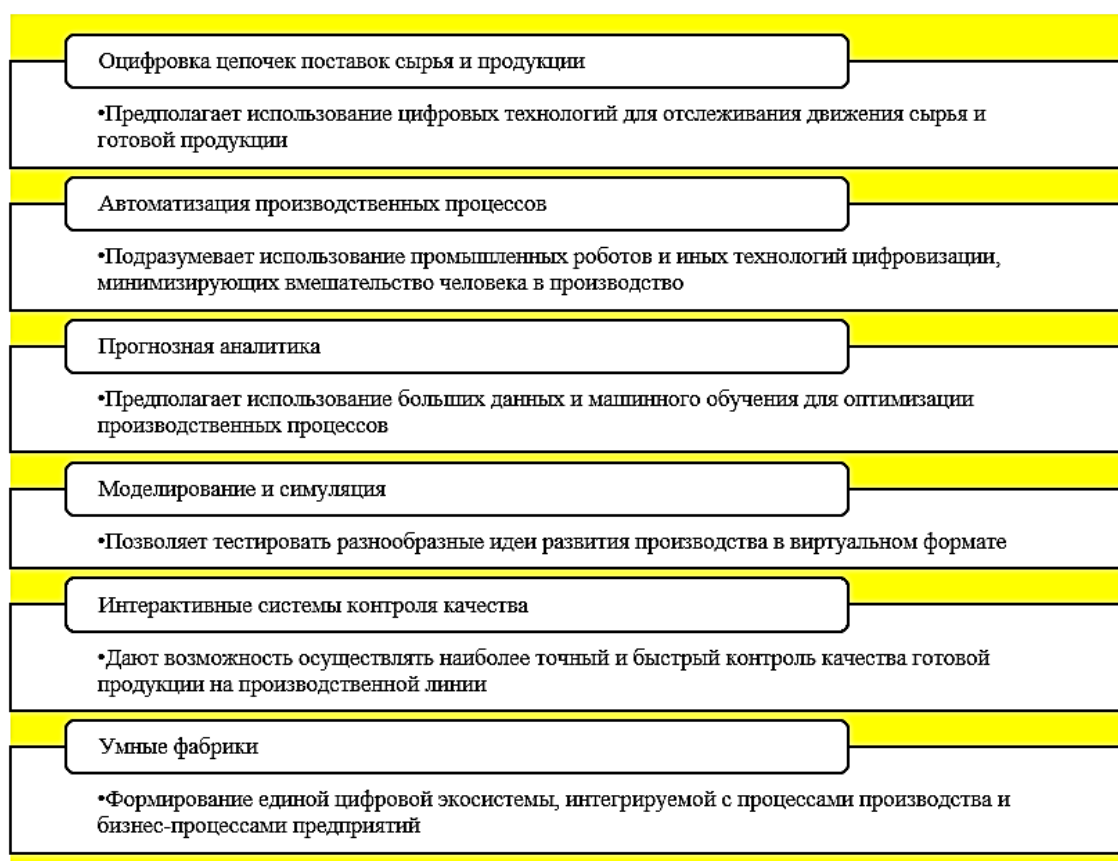 Оцифровка цепочек поставок сырья и продукции
•Предполагает использование цифровых технологий для отслеживания движения сырья и
готовой продукции
Автоматизация производственных процессов
•Подразумевает использование промышленных роботов и иных технологий цифровизации,
минимизирующих вмешательство человека в производство
Прогнозная аналитика
•Предполагает использование больших данных и машинного обучения для оптимизации
производственных процессов
Моделирование и симуляция
•Позволяет тестировать разнообразные идеи развития производства в виртуальном формате
Интерактивные системы контроля качества
•Дают возможность осуществлять наиболее точный и быстрый контроль качества готовой
продукции на производственной линии
Умные фабрики
•Формирование единой цифровой экосистемы, интегрируемой с процессами производства и
бизнес-процессами предприятий